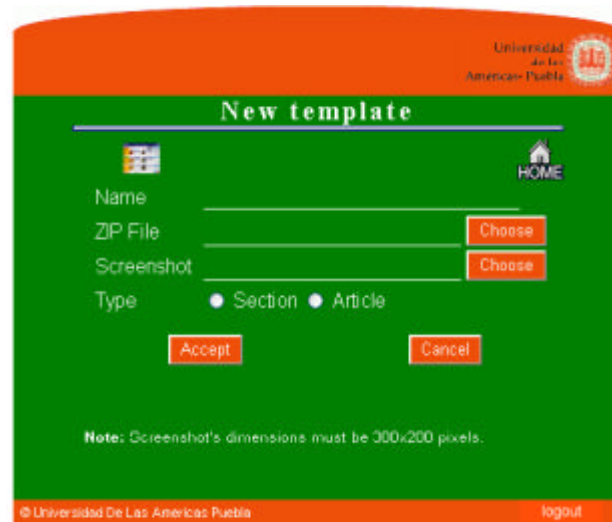 Universidad
de las
Americas- Puebla
New template
HOME
Name
ZIP File
Choose
Screenshot
Choose
Type
Section
Article
Accept
Cancel
Note: Screenshot's dimensions must be 300x200 pixels.
© Universidad De Las Americas Puebla
logout